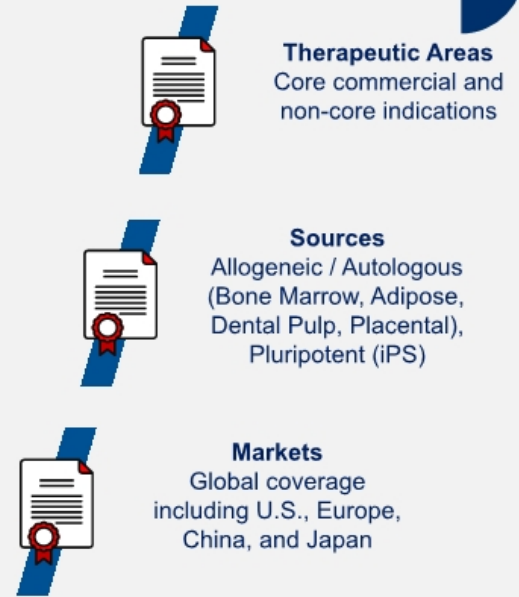 Therapeutic Areas
Core commercial and
non-core indications
Sources
Allogeneic / Autologous
(Bone Marrow, Adipose,
Dental Pulp, Placental),
Pluripotent (iPS)
Markets
Global coverage
including U.S., Europe,
China, and Japan